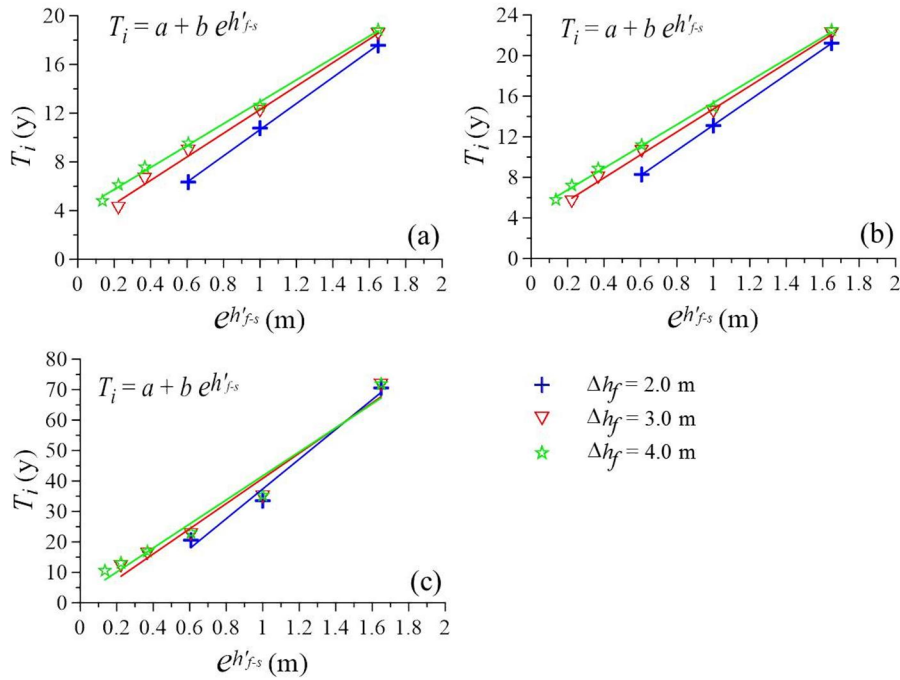 20
16
12
8
4
0
T_i (y)
T_i = a + b e^{h'_{f-s}}
(a)
0 0.2 0.4 0.6 0.8 1 1.2 1.4 1.6 1.8 2
e^{h'_{f-s}} (m)
24
20
16
12
8
4
0
T_i (y)
T_i = a + b e^{h'_{f-s}}
(b)
0 0.2 0.4 0.6 0.8 1 1.2 1.4 1.6 1.8 2
e^{h'_{f-s}} (m)
80
70
60
50
40
30
20
10
0
T_i (y)
T_i = a + b e^{h'_{f-s}}
(c)
0 0.2 0.4 0.6 0.8 1 1.2 1.4 1.6 1.8 2
e^{h'_{f-s}} (m)
Δh_f = 2.0 m
Δh_f = 3.0 m
Δh_f = 4.0 m